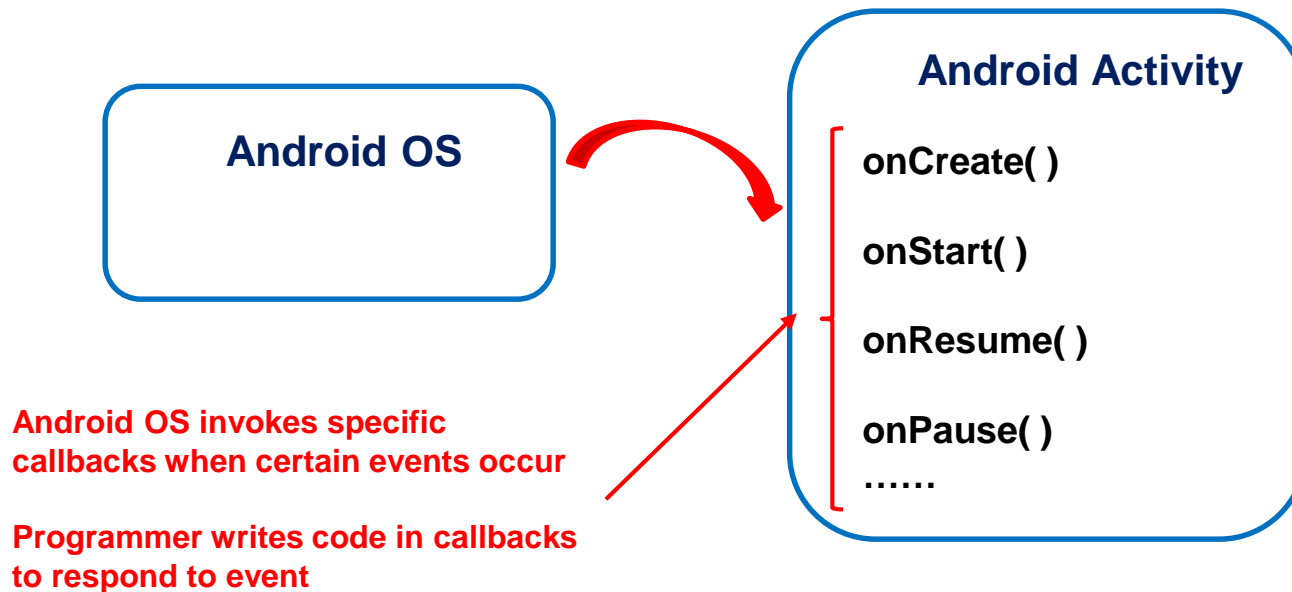 Android OS
Android Activity
onCreate( )
onStart( )
onResume( )
onPause( )
......
Android OS invokes specific
callbacks when certain events occur
Programmer writes code in callbacks
to respond to event